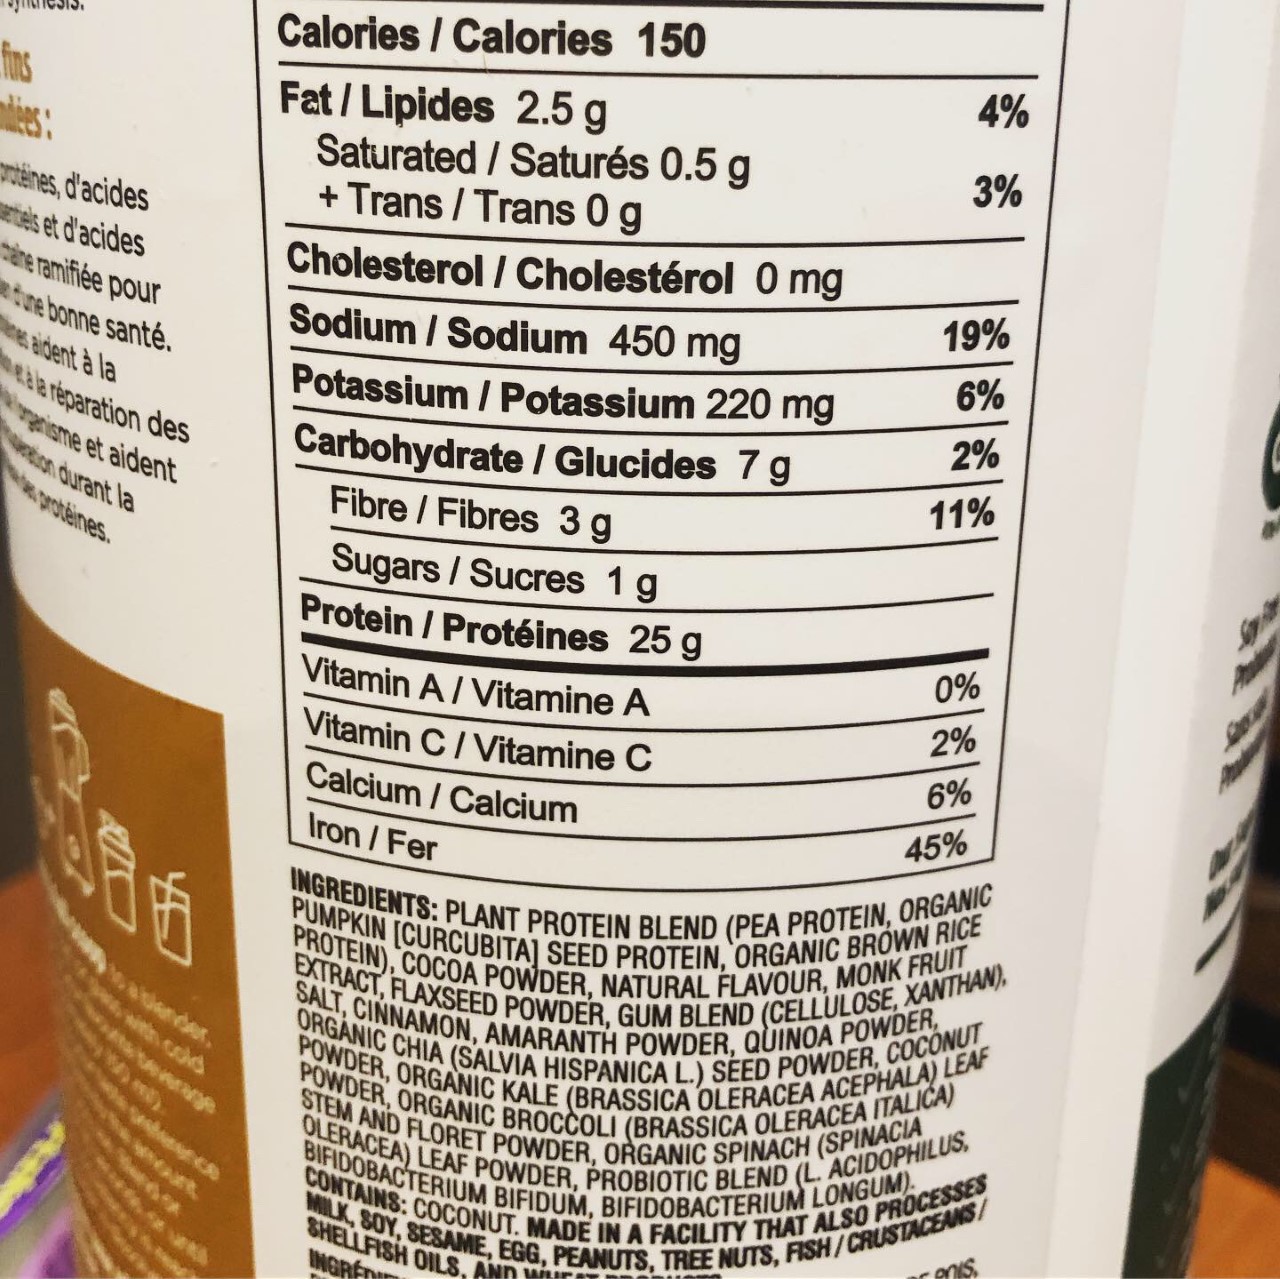 Calories / Calories 150
Fat / Lipides 2.5 g 4%
Saturated / Saturés 0.5 g
+ Trans / Trans 0 g 3%
Cholesterol / Cholestérol 0 mg
Sodium / Sodium 450 mg 19%
Potassium / Potassium 220 mg 6%
Carbohydrate / Glucides 7 g 2%
Fibre / Fibres 3 g 11%
Sugars / Sucres 1 g
Protein / Protéines 25 g
Vitamin A / Vitamine A 0%
Vitamin C / Vitamine C 2%
Calcium / Calcium 6%
Iron / Fer 45%
INGREDIENTS: PLANT PROTEIN BLEND (PEA PROTEIN, ORGANIC
PUMPKIN [CURCUBITA] SEED PROTEIN, ORGANIC BROWN RICE
PROTEIN), COCOA POWDER, NATURAL FLAVOUR, MONK FRUIT
EXTRACT, FLAXSEED POWDER, GUM BLEND (CELLULOSE, XANTHAN),
SALT, CINNAMON, AMARANTH POWDER, QUINOA POWDER,
ORGANIC CHIA (SALVIA HISPANICA L.) SEED POWDER, COCONUT
POWDER, ORGANIC KALE (BRASSICA OLERACEA ACEPHALA) LEAF
POWDER, ORGANIC BROCCOLI (BRASSICA OLERACEA ITALICA)
STEM AND FLORET POWDER, ORGANIC SPINACH (SPINACIA
OLERACEA) LEAF POWDER, PROBIOTIC BLEND (L. ACIDOPHILUS,
BIFIDOBACTERIUM BIFIDUM, BIFIDOBACTERIUM LONGUM).
CONTAINS: COCONUT. MADE IN A FACILITY THAT ALSO PROCESSES
MILK, SOY, SESAME, EGG, PEANUTS, TREE NUTS, FISH / CRUSTACEANS /
SHELLFISH OILS, AND WHEAT PRODUCTS
fins
protéines, d'acides
et d'acides
ramifiée pour
d'une bonne santé.
aident à la
et à la réparation des
et aident
durant la
protéines.
a blender,
with cold
beverage